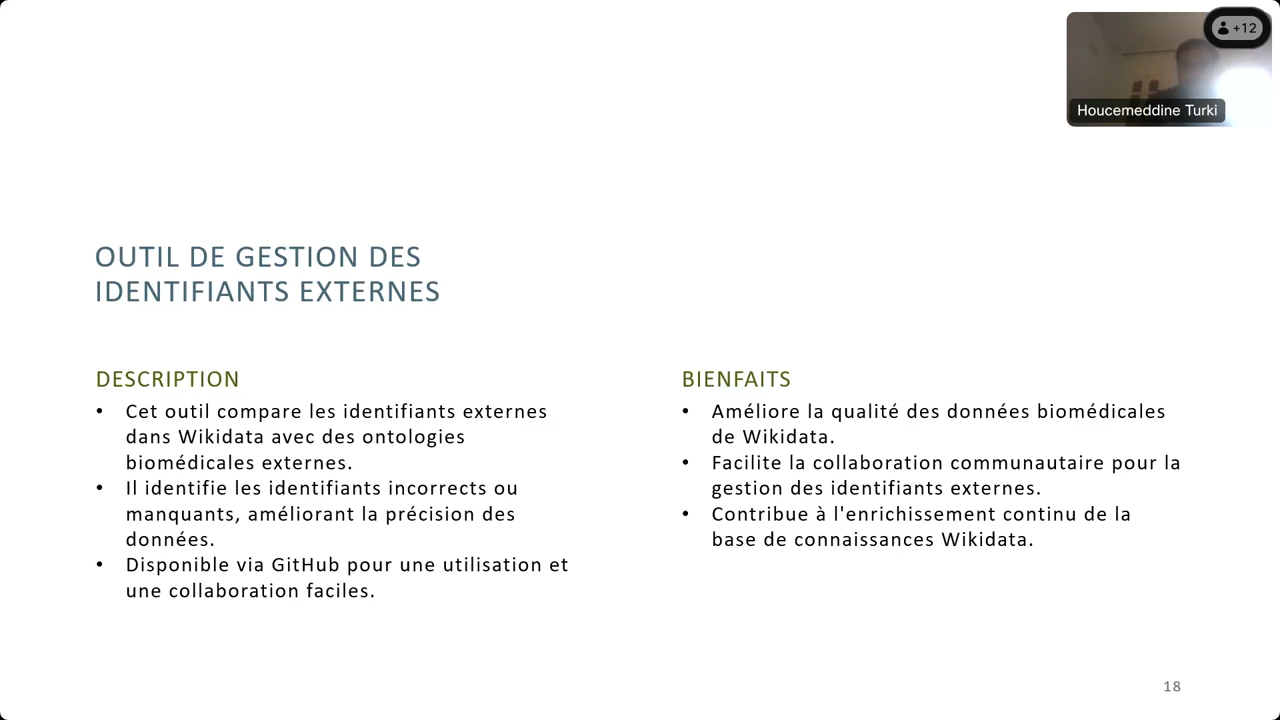 +12
Houcemeddine Turki
OUTIL DE GESTION DES
IDENTIFIANTS EXTERNES
DESCRIPTION
• Cet outil compare les identifiants externes
dans Wikidata avec des ontologies
biomédicales externes.
• Il identifie les identifiants incorrects ou
manquants, améliorant la précision des
données.
• Disponible via GitHub pour une utilisation et
une collaboration faciles.
BIENFAITS
• Améliore la qualité des données biomédicales
de Wikidata.
• Facilite la collaboration communautaire pour la
gestion des identifiants externes.
• Contribue à l'enrichissement continu de la
base de connaissances Wikidata.
18